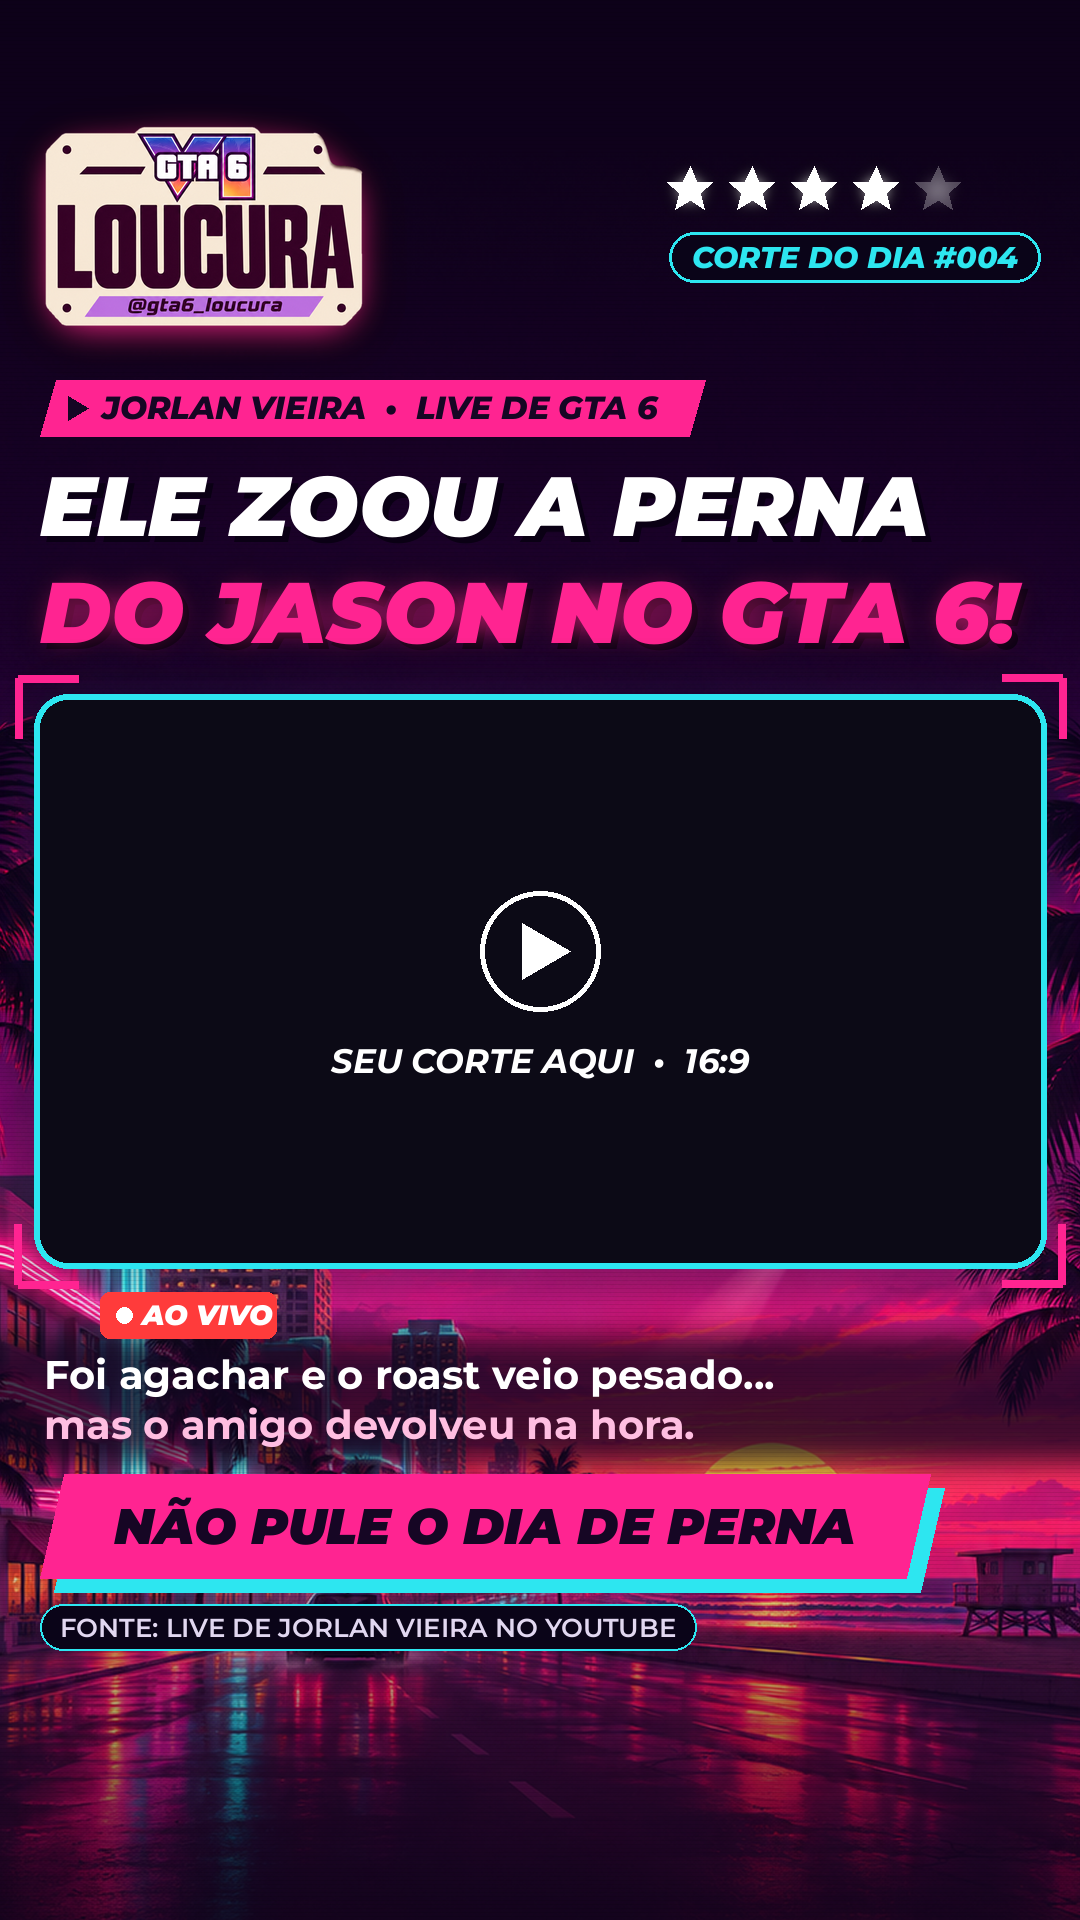 GTA 6
LOUCURA
@gta6_loucura
CORTE DO DIA #004
JORLAN VIEIRA • LIVE DE GTA 6
ELE ZOOU A PERNA
DO JASON NO GTA 6!
SEU CORTE AQUI • 16:9
AO VIVO
Foi agachar e o roast veio pesado...
mas o amigo devolveu na hora.
NÃO PULE O DIA DE PERNA
FONTE: LIVE DE JORLAN VIEIRA NO YOUTUBE